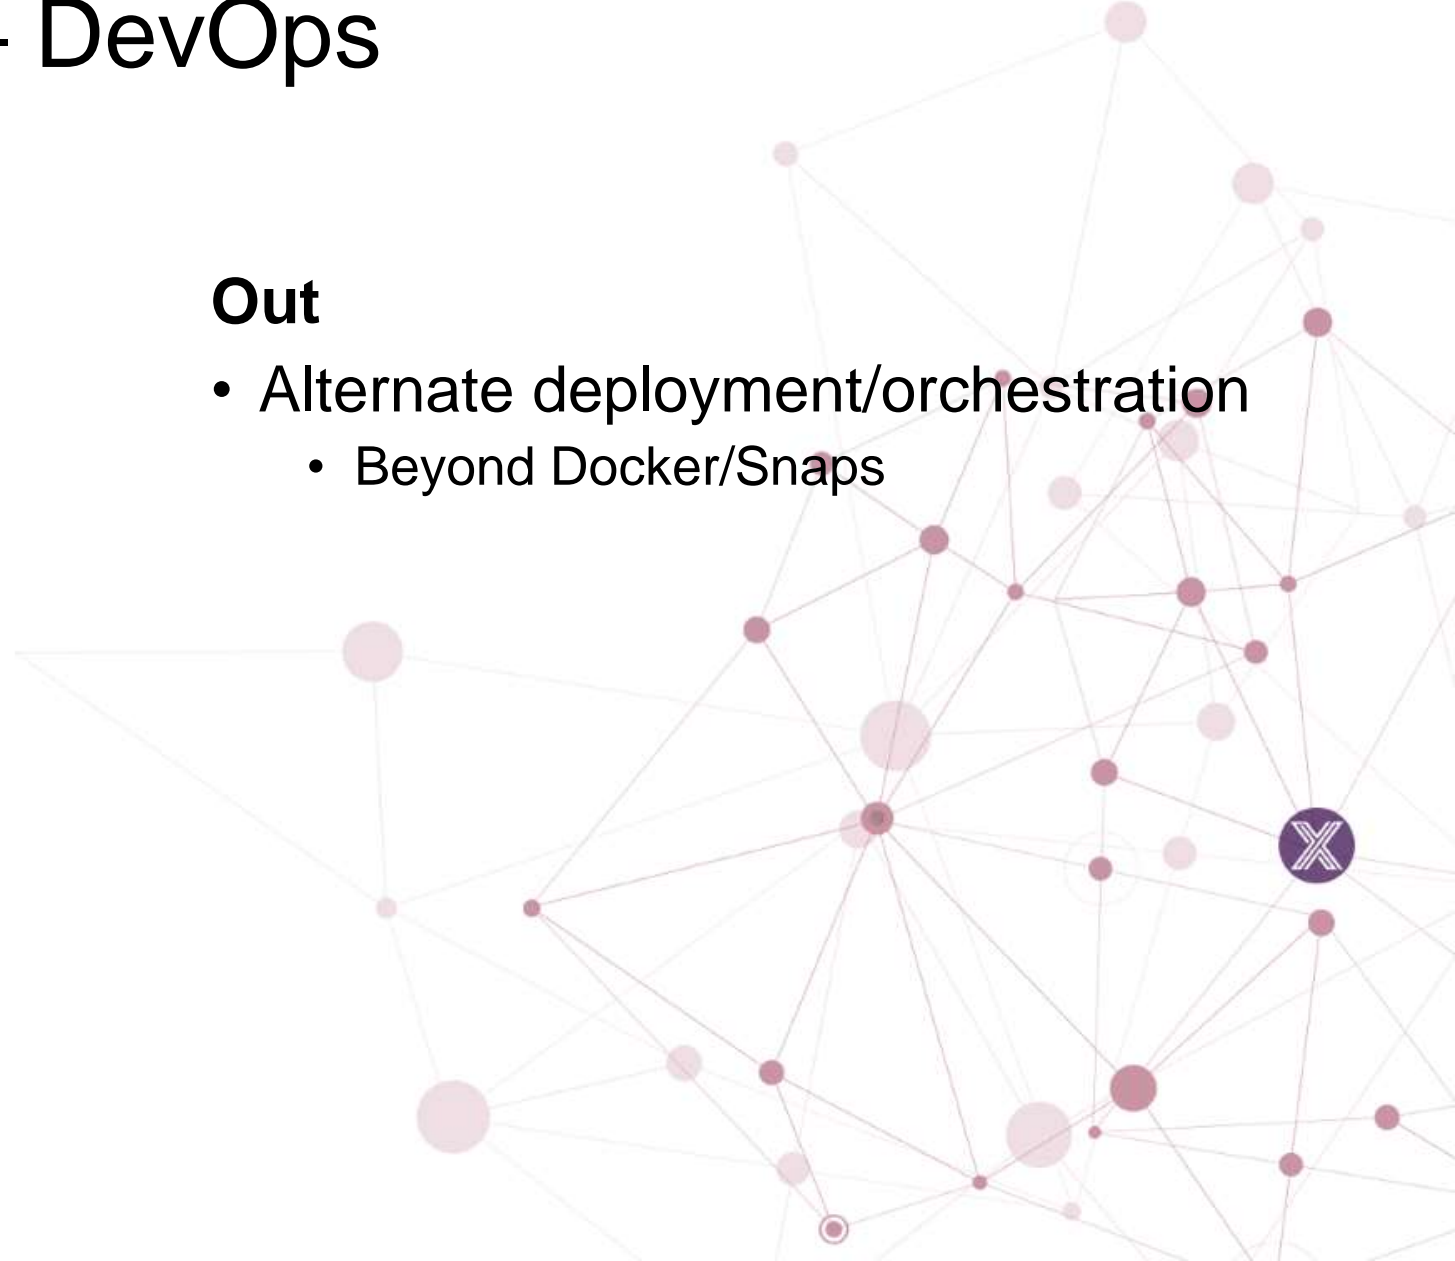 - DevOps
Out
• Alternate deployment/orchestration
• Beyond Docker/Snaps